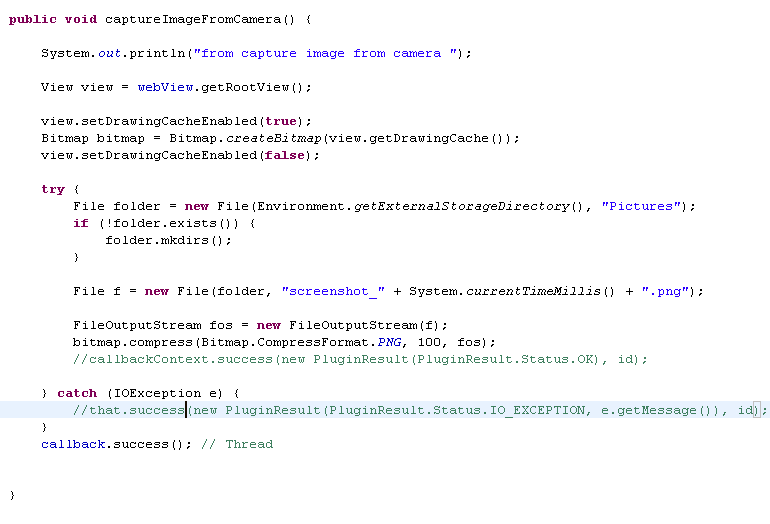 public void captureImageFromCamera() {
System.out.println("from capture image from camera ");
View view = webView.getRootView();
view.setDrawingCacheEnabled(true);
Bitmap bitmap = Bitmap.createBitmap(view.getDrawingCache());
view.setDrawingCacheEnabled(false);
try {
File folder = new File(Environment.getExternalStorageDirectory(), "Pictures");
if (!folder.exists()) {
folder.mkdirs();
}
File f = new File(folder, "screenshot_" + System.currentTimeMillis() + ".png");
FileOutputStream fos = new FileOutputStream(f);
bitmap.compress(Bitmap.CompressFormat.PNG, 100, fos);
//callbackContext.success(new PluginResult(PluginResult.Status.OK), id);
} catch (IOException e) {
//that.success(new PluginResult(PluginResult.Status.IO_EXCEPTION, e.getMessage()), id);
}
callback.success(); // Thread
}